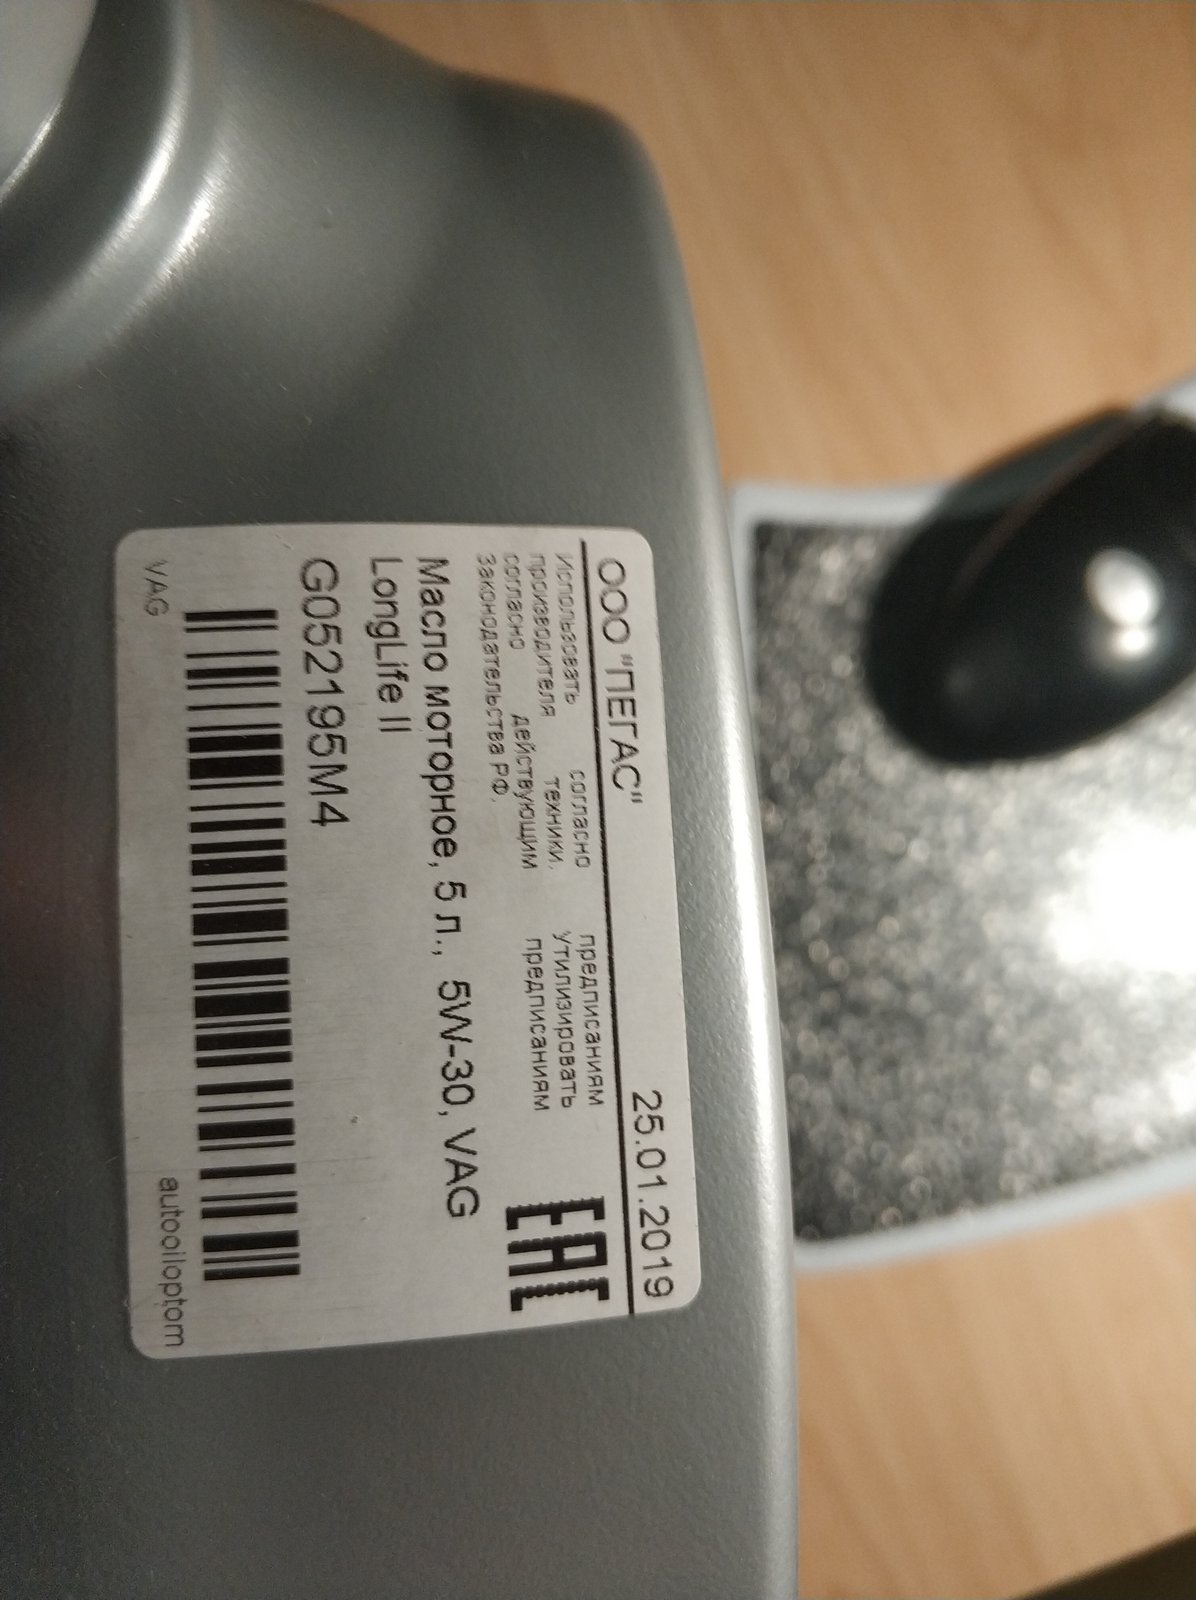 ООО "ПЕГАС" 25.01.2019
Использовать согласно предписаниям
производителя техники. утилизировать
согласно действующим предписаниям
Законодательства РФ.
EAC
Масло моторное, 5 л., 5W-30, VAG
LongLife II
G052195M4
VAG autooiloptom